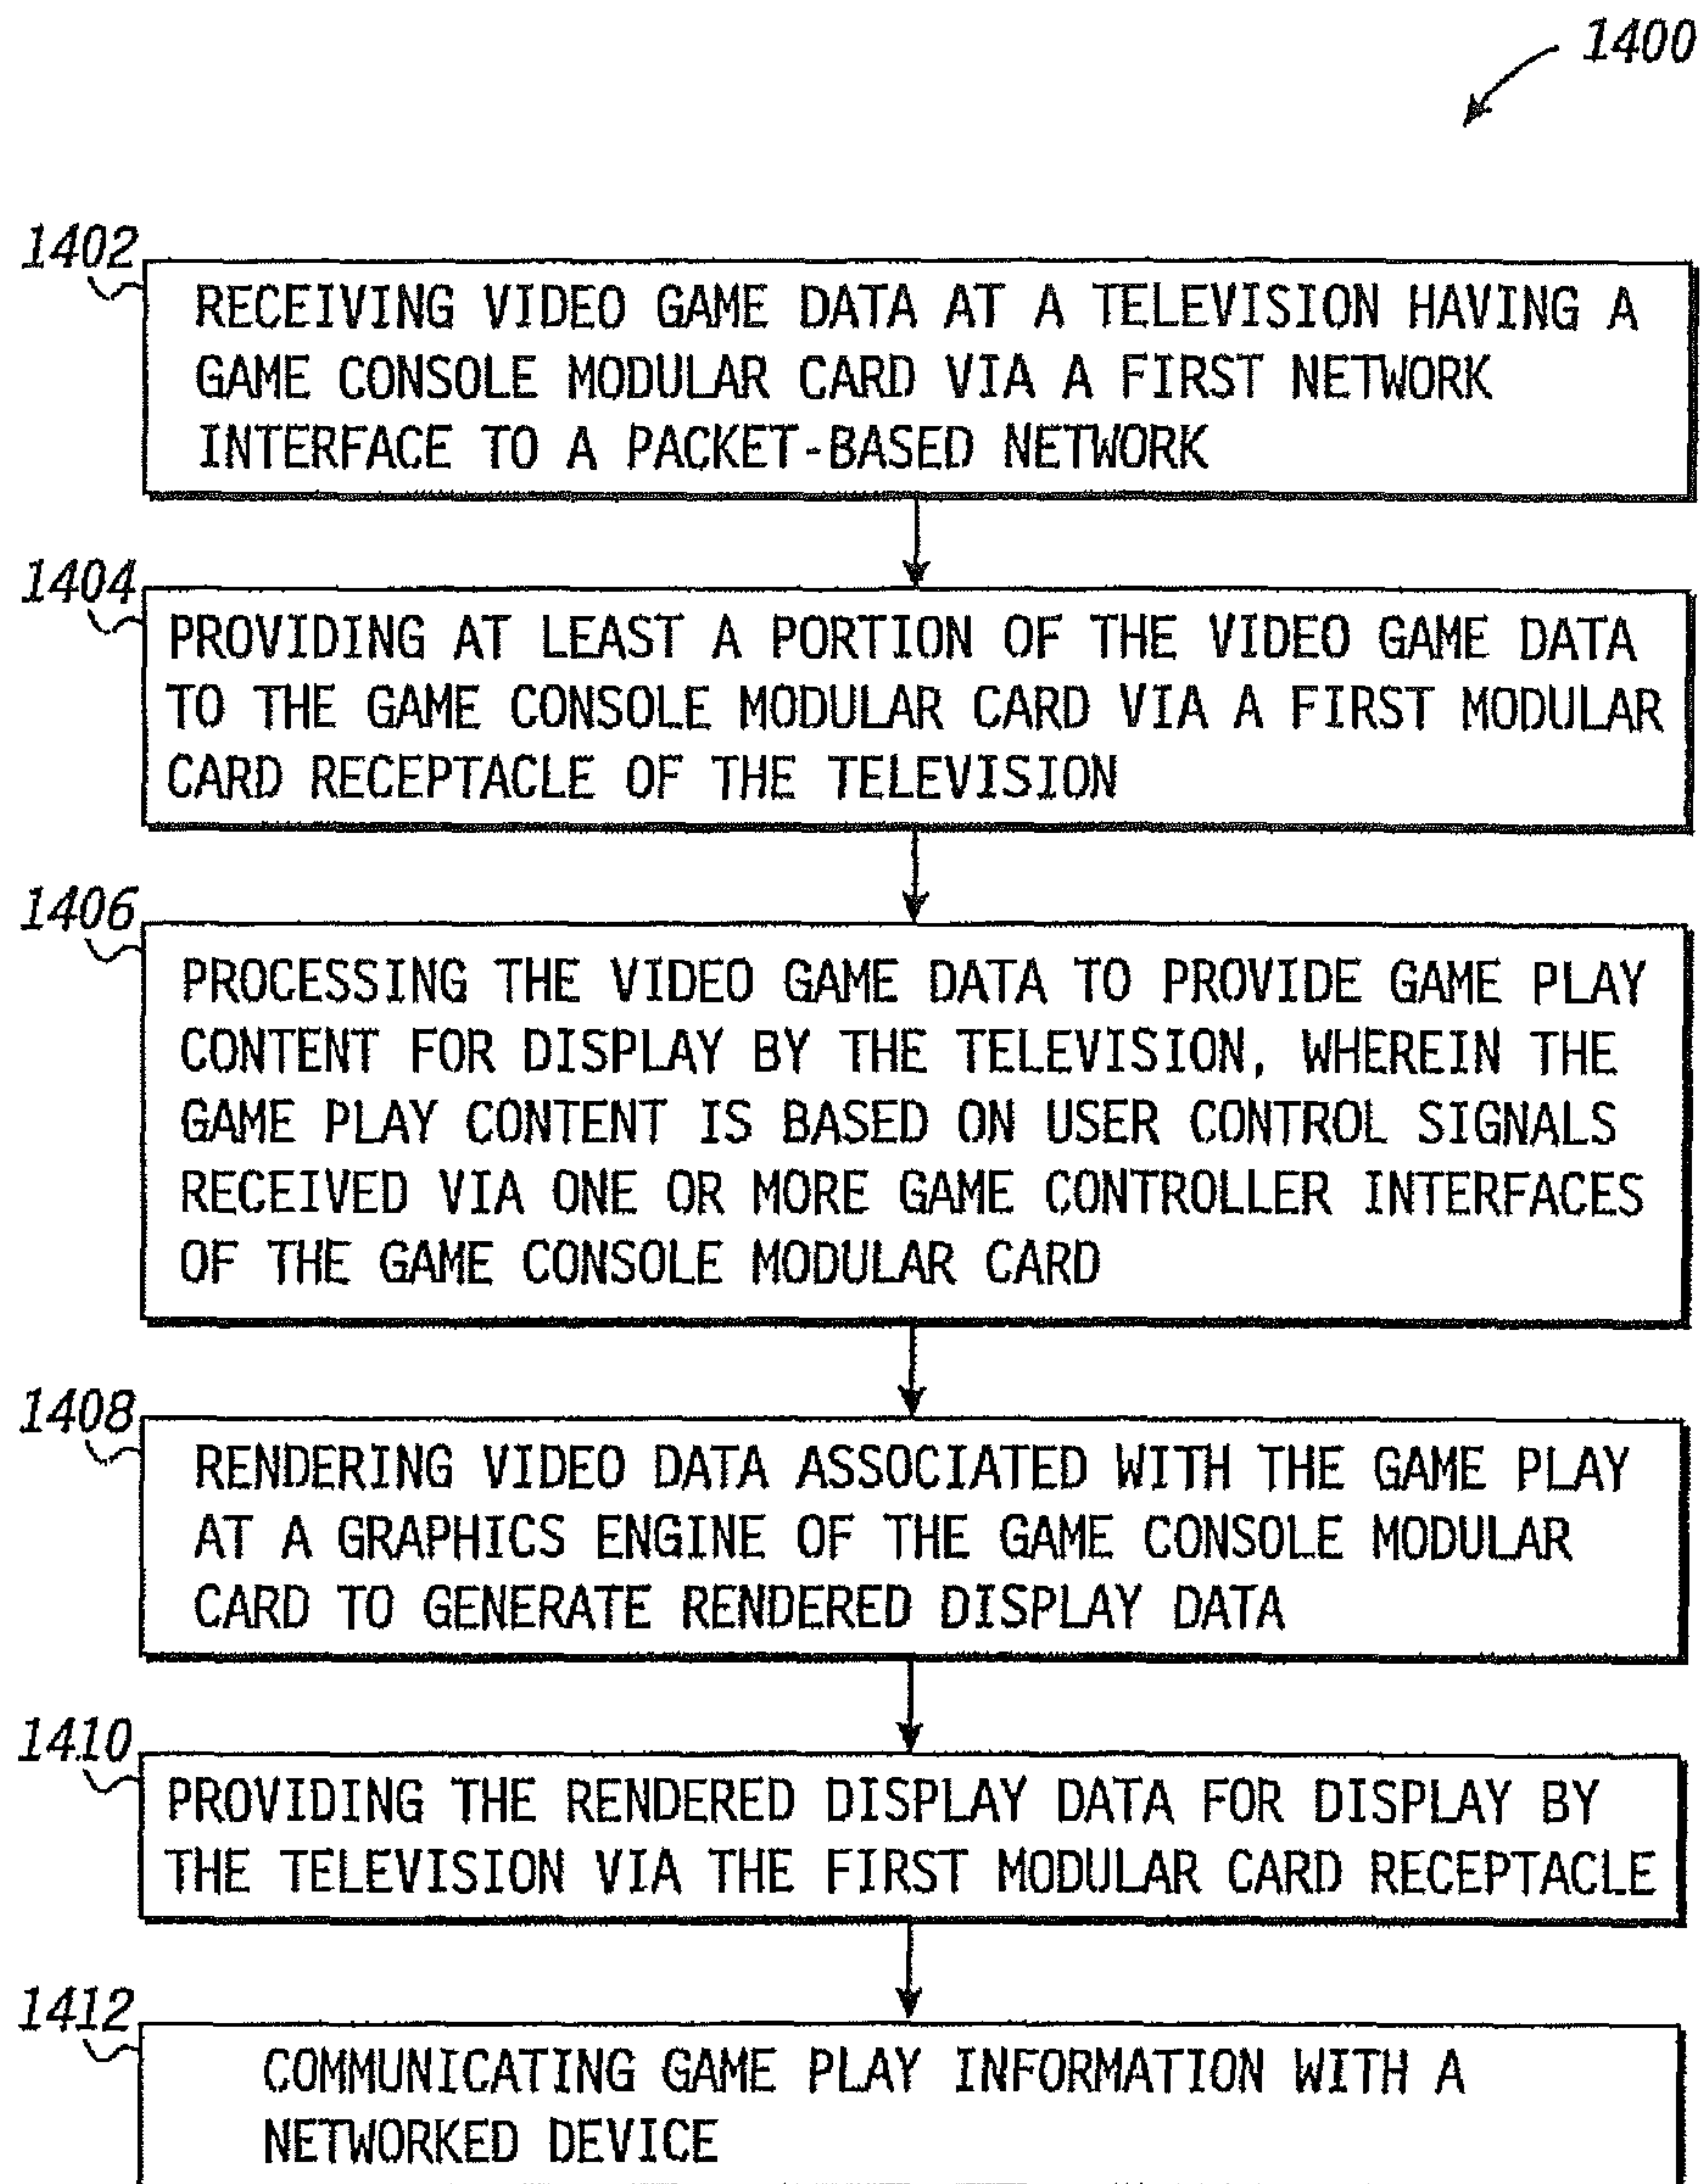 1400
1402
RECEIVING VIDEO GAME DATA AT A TELEVISION HAVING A
GAME CONSOLE MODULAR CARD VIA A FIRST NETWORK
INTERFACE TO A PACKET-BASED NETWORK
1404
PROVIDING AT LEAST A PORTION OF THE VIDEO GAME DATA
TO THE GAME CONSOLE MODULAR CARD VIA A FIRST MODULAR
CARD RECEPTACLE OF THE TELEVISION
1406
PROCESSING THE VIDEO GAME DATA TO PROVIDE GAME PLAY
CONTENT FOR DISPLAY BY THE TELEVISION, WHEREIN THE
GAME PLAY CONTENT IS BASED ON USER CONTROL SIGNALS
RECEIVED VIA ONE OR MORE GAME CONTROLLER INTERFACES
OF THE GAME CONSOLE MODULAR CARD
1408
RENDERING VIDEO DATA ASSOCIATED WITH THE GAME PLAY
AT A GRAPHICS ENGINE OF THE GAME CONSOLE MODULAR
CARD TO GENERATE RENDERED DISPLAY DATA
1410
PROVIDING THE RENDERED DISPLAY DATA FOR DISPLAY BY
THE TELEVISION VIA THE FIRST MODULAR CARD RECEPTACLE
1412
COMMUNICATING GAME PLAY INFORMATION WITH A
NETWORKED DEVICE